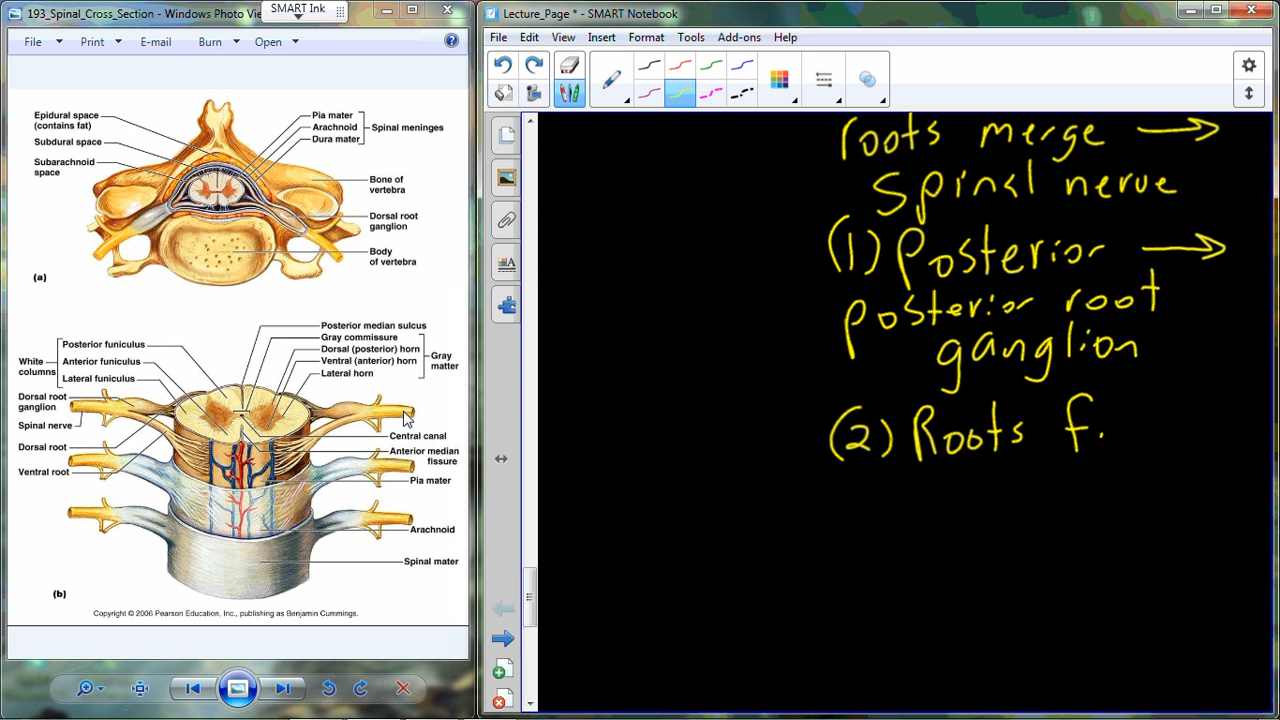 193_Spinal_Cross_Section - Windows Photo Vie
SMART Ink
File Print E-mail Burn Open
Epidural space
(contains fat)
Subdural space
Subarachnoid
space
Pia mater
Arachnoid
Dura mater
Spinal meninges
Bone of
vertebra
Dorsal root
ganglion
Body
of vertebra
(a)
Posterior median sulcus
Gray commissure
Dorsal (posterior) horn
Ventral (anterior) horn
Lateral horn
Gray
matter
White
columns
Posterior funiculus
Anterior funiculus
Lateral funiculus
Dorsal root
ganglion
Spinal nerve
Dorsal root
Ventral root
Central canal
Anterior median
fissure
Pia mater
Arachnoid
Spinal mater
(b)
Copyright © 2006 Pearson Education, Inc., publishing as Benjamin Cummings.
Lecture_Page * - SMART Notebook
File Edit View Insert Format Tools Add-ons Help
roots merge →
Spinal nerve
(1) Posterior →
posterior root
ganglion
(2) Roots f.